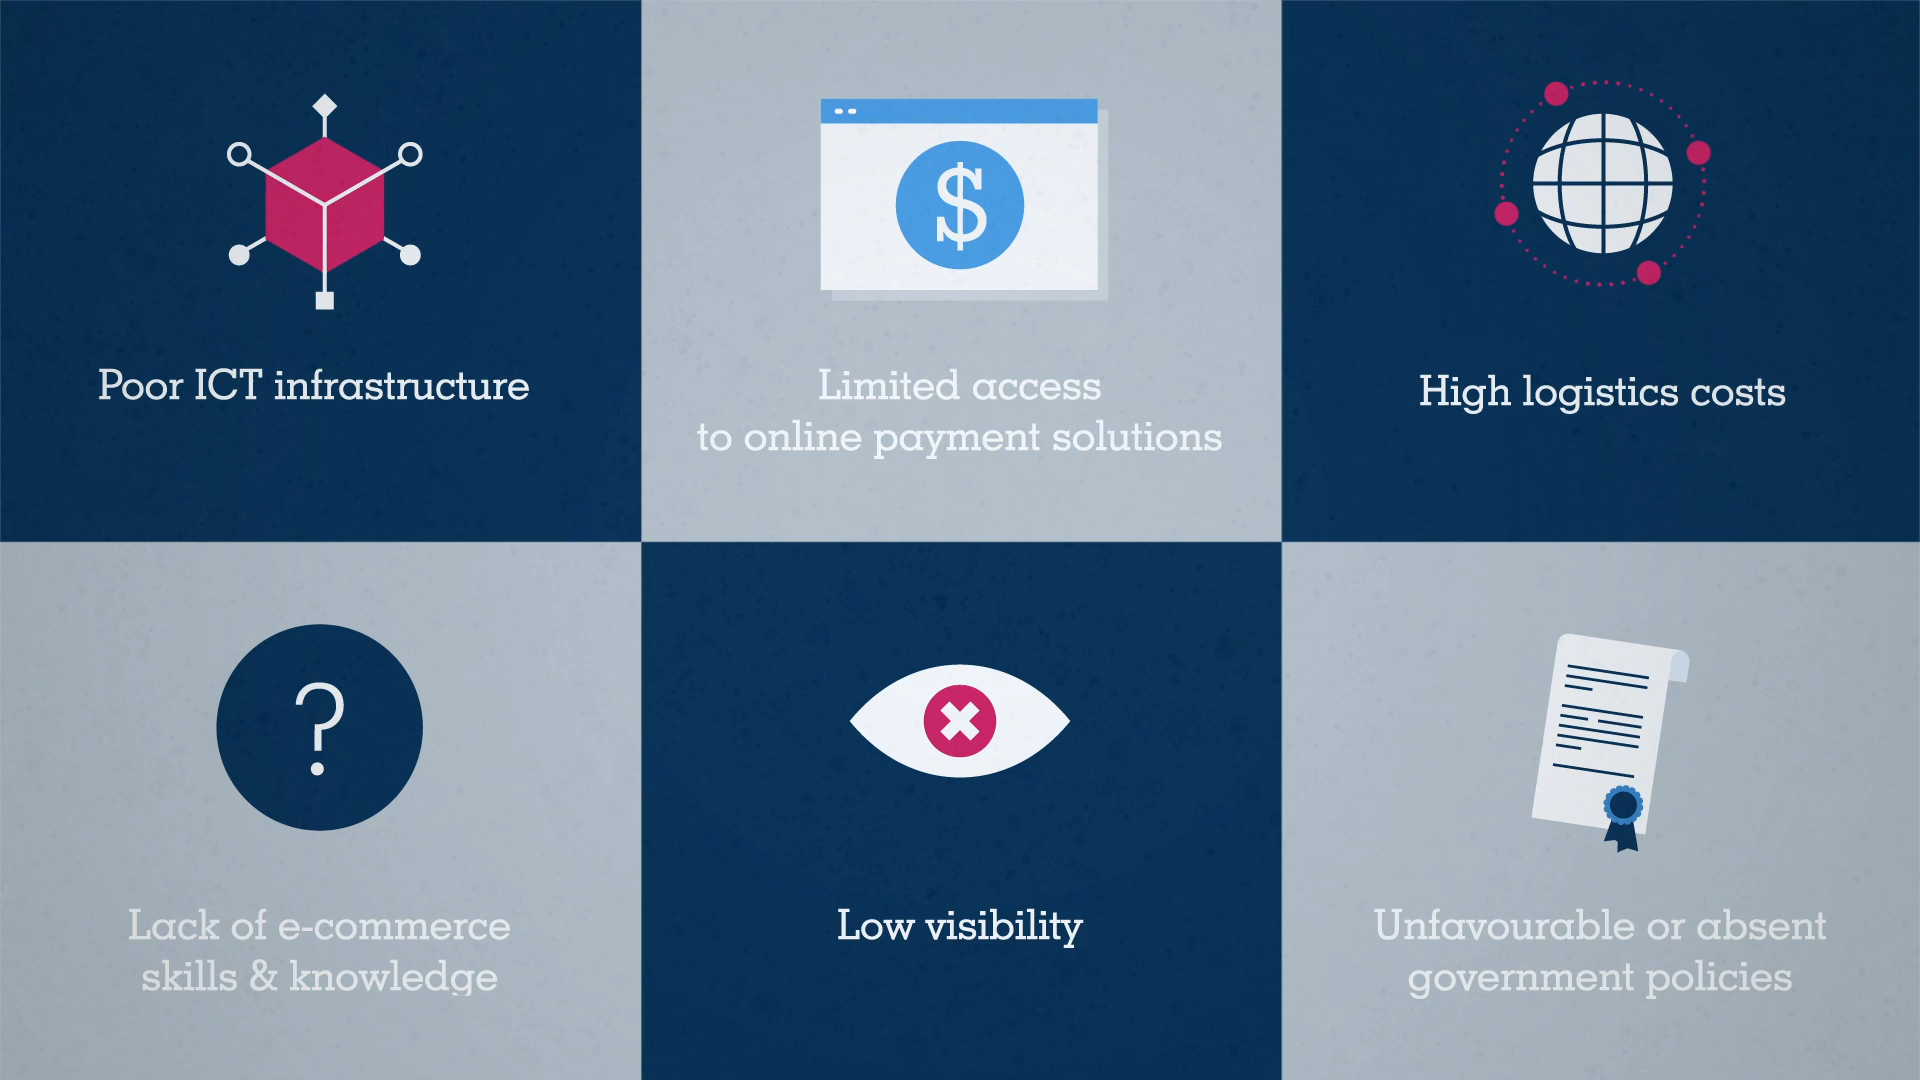 $
Poor ICT infrastructure
Limited access
to online payment solutions
High logistics costs
?
Lack of e-commerce
skills & knowledge
Low visibility
Unfavourable or absent
government policies